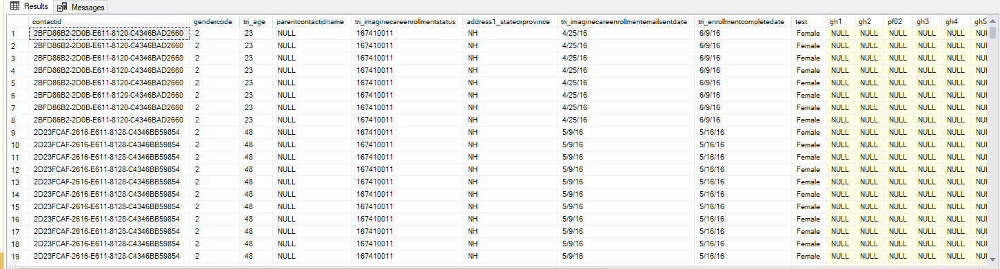 Results Messages
contactid gendercode tri_age parentcontactidname tri_imaginecareenrollmentstatus address1_stateorprovince tri_imaginecareenrollmentemailsentdate tri_enrollmentcompletedate test gh1 gh2 pf02 gh3 gh4 gh5
1 2BFD86B2-2D0B-E611-8120-C4346BAD2660 2 23 NULL 167410011 NH 4/25/16 6/9/16 Female NULL NULL NULL NULL NULL NUL
2 2BFD86B2-2D0B-E611-8120-C4346BAD2660 2 23 NULL 167410011 NH 4/25/16 6/9/16 Female NULL NULL NULL NULL NULL NUL
3 2BFD86B2-2D0B-E611-8120-C4346BAD2660 2 23 NULL 167410011 NH 4/25/16 6/9/16 Female NULL NULL NULL NULL NULL NUL
4 2BFD86B2-2D0B-E611-8120-C4346BAD2660 2 23 NULL 167410011 NH 4/25/16 6/9/16 Female NULL NULL NULL NULL NULL NUL
5 2BFD86B2-2D0B-E611-8120-C4346BAD2660 2 23 NULL 167410011 NH 4/25/16 6/9/16 Female NULL NULL NULL NULL NULL NUL
6 2BFD86B2-2D0B-E611-8120-C4346BAD2660 2 23 NULL 167410011 NH 4/25/16 6/9/16 Female NULL NULL NULL NULL NULL NUL
7 2BFD86B2-2D0B-E611-8120-C4346BAD2660 2 23 NULL 167410011 NH 4/25/16 6/9/16 Female NULL NULL NULL NULL NULL NUL
8 2BFD86B2-2D0B-E611-8120-C4346BAD2660 2 23 NULL 167410011 NH 4/25/16 6/9/16 Female NULL NULL NULL NULL NULL NUL
9 2D23FCAF-2616-E611-8128-C4346BB59854 2 48 NULL 167410011 NH 5/9/16 5/16/16 Female NULL NULL NULL NULL NULL NUL
10 2D23FCAF-2616-E611-8128-C4346BB59854 2 48 NULL 167410011 NH 5/9/16 5/16/16 Female NULL NULL NULL NULL NULL NUL
11 2D23FCAF-2616-E611-8128-C4346BB59854 2 48 NULL 167410011 NH 5/9/16 5/16/16 Female NULL NULL NULL NULL NULL NUL
12 2D23FCAF-2616-E611-8128-C4346BB59854 2 48 NULL 167410011 NH 5/9/16 5/16/16 Female NULL NULL NULL NULL NULL NUL
13 2D23FCAF-2616-E611-8128-C4346BB59854 2 48 NULL 167410011 NH 5/9/16 5/16/16 Female NULL NULL NULL NULL NULL NUL
14 2D23FCAF-2616-E611-8128-C4346BB59854 2 48 NULL 167410011 NH 5/9/16 5/16/16 Female NULL NULL NULL NULL NULL NUL
15 2D23FCAF-2616-E611-8128-C4346BB59854 2 48 NULL 167410011 NH 5/9/16 5/16/16 Female NULL NULL NULL NULL NULL NUL
16 2D23FCAF-2616-E611-8128-C4346BB59854 2 48 NULL 167410011 NH 5/9/16 5/16/16 Female NULL NULL NULL NULL NULL NUL
17 2D23FCAF-2616-E611-8128-C4346BB59854 2 48 NULL 167410011 NH 5/9/16 5/16/16 Female NULL NULL NULL NULL NULL NUL
18 2D23FCAF-2616-E611-8128-C4346BB59854 2 48 NULL 167410011 NH 5/9/16 5/16/16 Female NULL NULL NULL NULL NULL NUL
19 2D23FCAF-2616-E611-8128-C4346BB59854 2 48 NULL 167410011 NH 5/9/16 5/16/16 Female NULL NULL NULL NULL NULL NUL